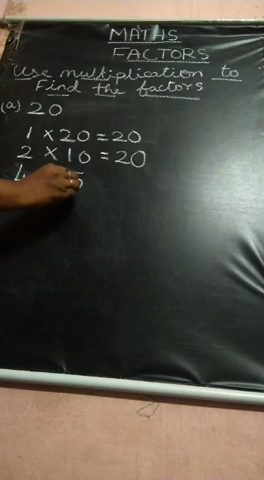 MATHS
FACTORS
Use multiplication to
Find the factors
(a) 20
1 × 20 = 20
2 × 10 = 20